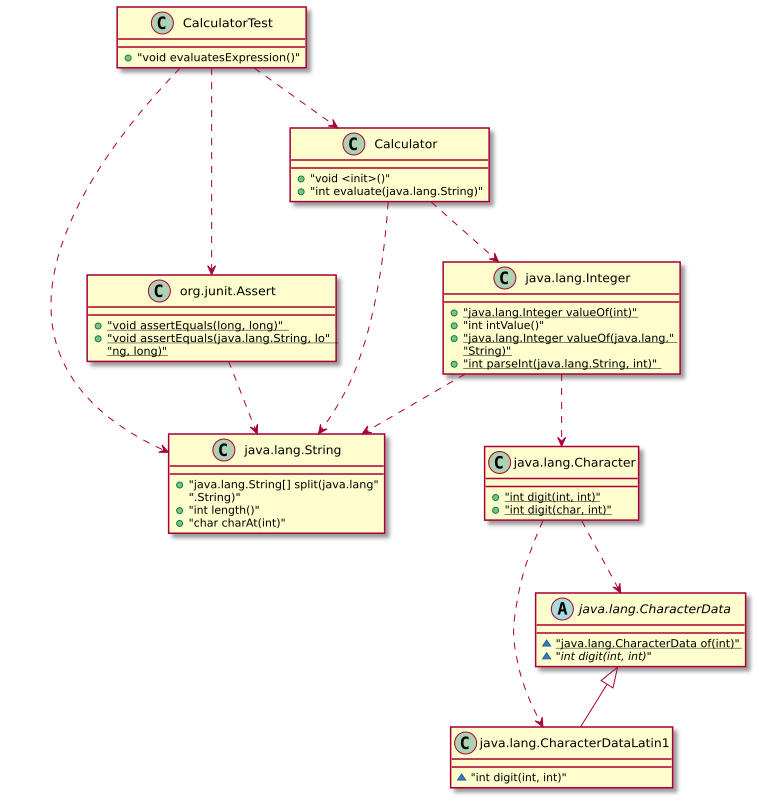 C CalculatorTest
"void evaluatesExpression()"
C Calculator
"void <init>()"
"int evaluate(java.lang.String)"
C org.junit.Assert
"void assertEquals(long, long)"
"void assertEquals(java.lang.String, lo"
"ng, long)"
C java.lang.Integer
"java.lang.Integer valueOf(int)"
"int intValue()"
"java.lang.Integer valueOf(java.lang."
"String)"
"int parseInt(java.lang.String, int)"
C java.lang.String
"java.lang.String[] split(java.lang"
".String)"
"int length()"
"char charAt(int)"
C java.lang.Character
"int digit(int, int)"
"int digit(char, int)"
A java.lang.CharacterData
"java.lang.CharacterData of(int)"
"int digit(int, int)"
C java.lang.CharacterDataLatin1
"int digit(int, int)"